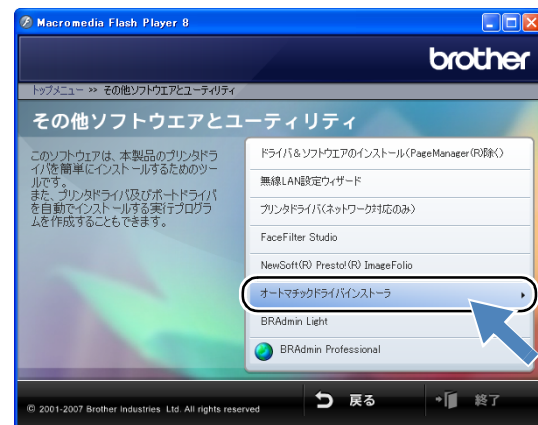 Macromedia Flash Player 8
brother
トップメニュー >> その他ソフトウエアとユーティリティ
その他ソフトウエアとユーティリティ
このソフトウエアは、本製品のプリンタドラ
イバを簡単にインストールするためのツー
ルです。
また、プリンタドライバ及びポートドライバ
を自動でインストールする実行プログラ
ムを作成することもできます。
ドライバ&ソフトウエアのインストール(PageManager(R)除く)
無線LAN設定ウィザード
プリンタドライバ(ネットワーク対応のみ)
FaceFilter Studio
NewSoft(R) Presto!(R) ImageFolio
オートマチックドライバインストーラ
BRAdmin Light
BRAdmin Professional
© 2001-2007 Brother Industries Ltd. All rights reserved
戻る
終了